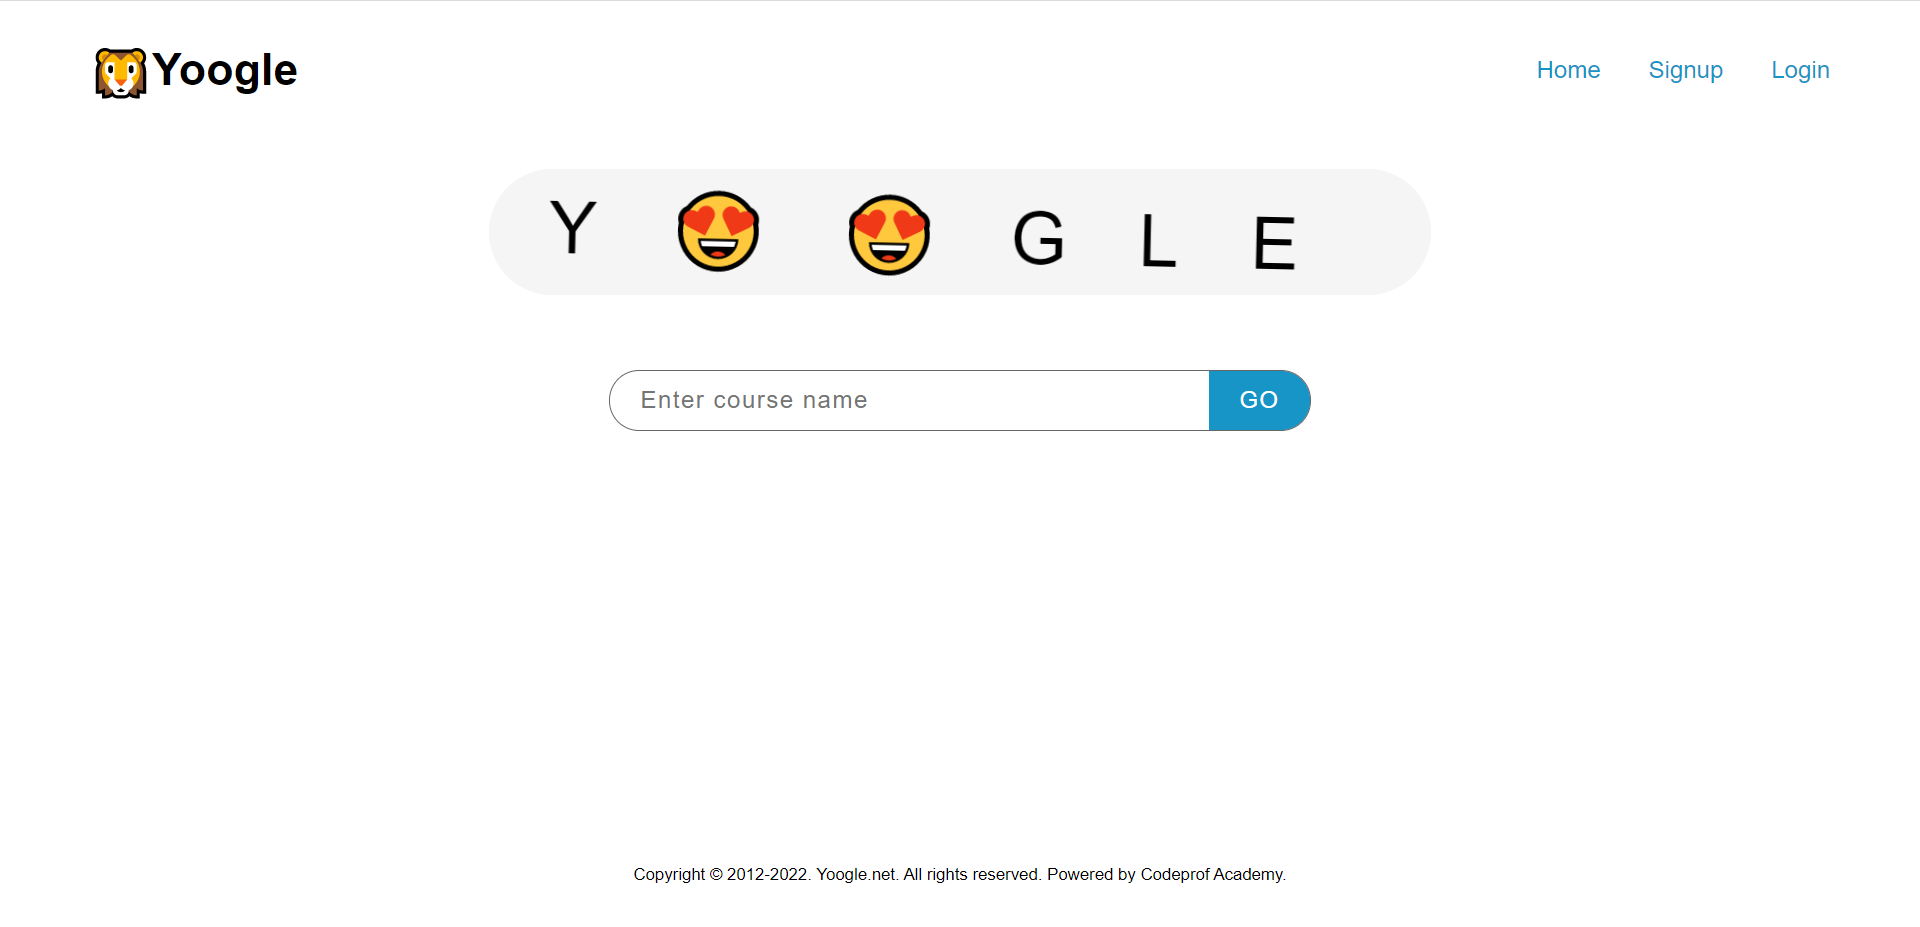 🦁Yoogle
Home Signup Login
Y 😍 😍 G L E
Enter course name GO
Copyright © 2012-2022. Yoogle.net. All rights reserved. Powered by Codeprof Academy.